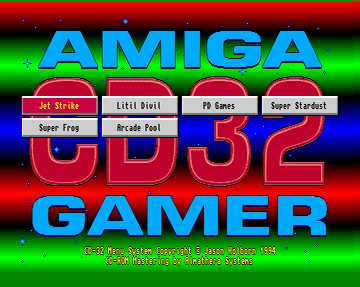 AMIGA
CD32
Jet Strike Litil Divil PD Games Super Stardust
Super Frog Arcade Pool
GAMER
CD-32 Menu System Copyright © Jason Holborn 1994
CD-ROM Mastering by Almathera Systems